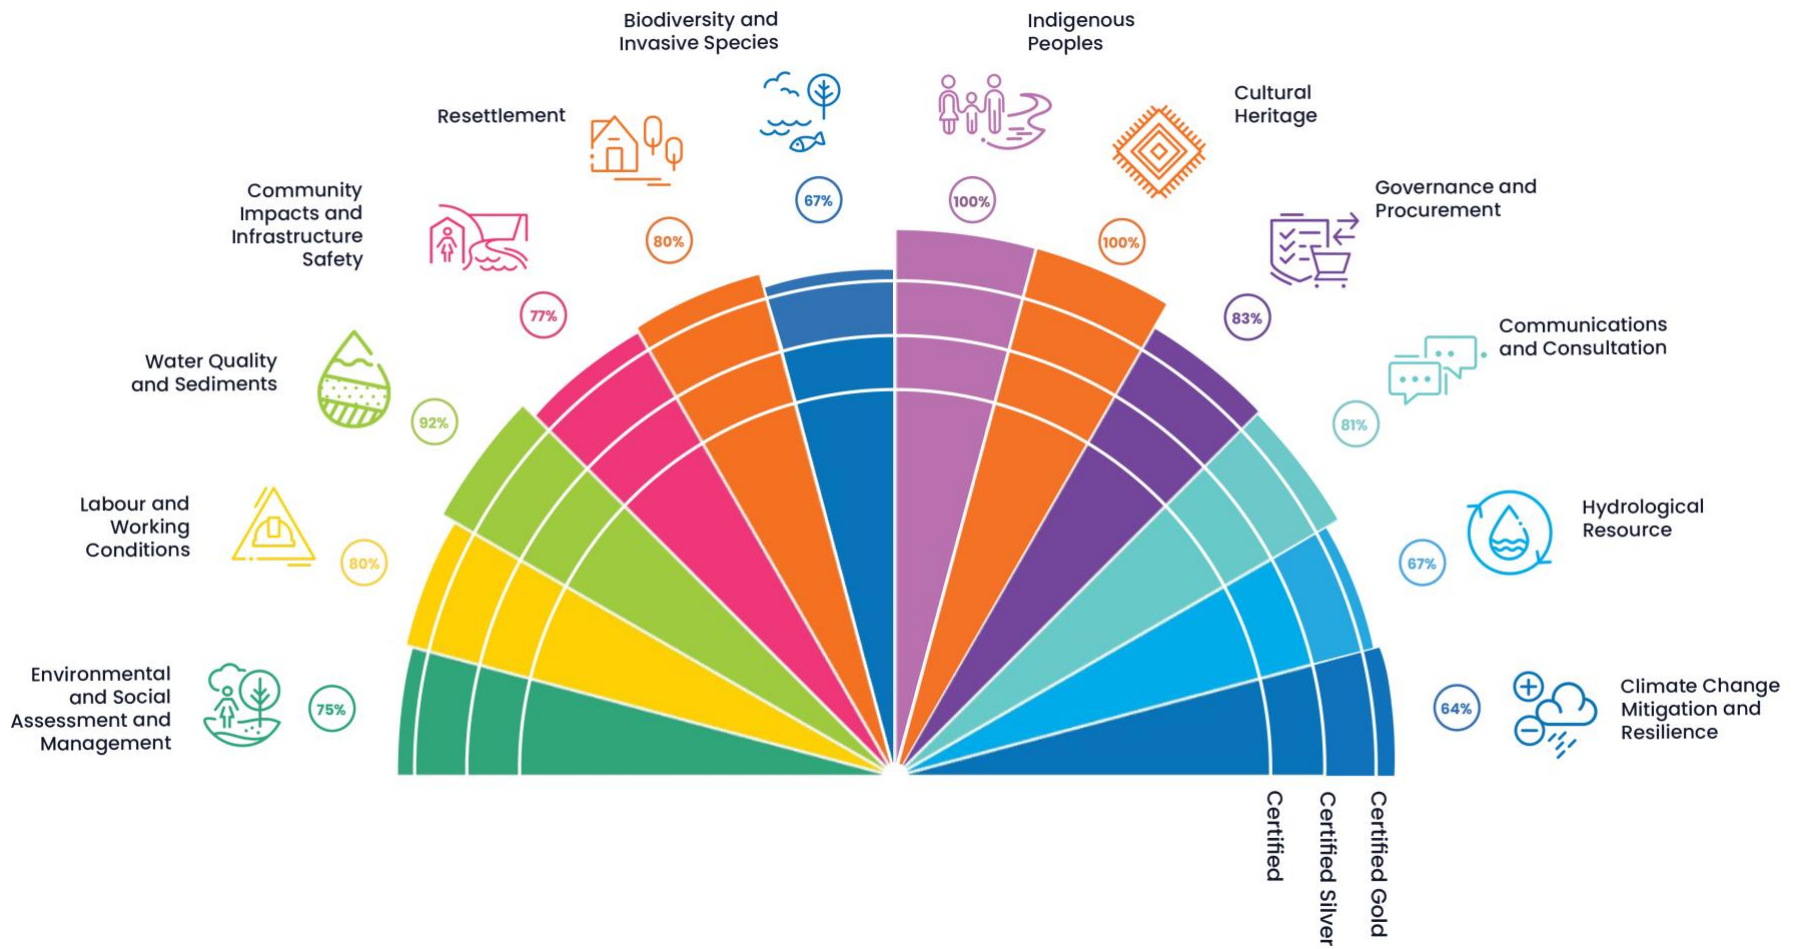 Biodiversity and
Invasive Species
67%
Indigenous
Peoples
100%
Resettlement
80%
Cultural
Heritage
100%
Community
Impacts and
Infrastructure
Safety
77%
Governance and
Procurement
83%
Water Quality
and Sediments
92%
Communications
and Consultation
81%
Labour and
Working
Conditions
80%
Hydrological
Resource
67%
Environmental
and Social
Assessment and
Management
75%
Climate Change
Mitigation and
Resilience
64%
Certified
Certified Silver
Certified Gold